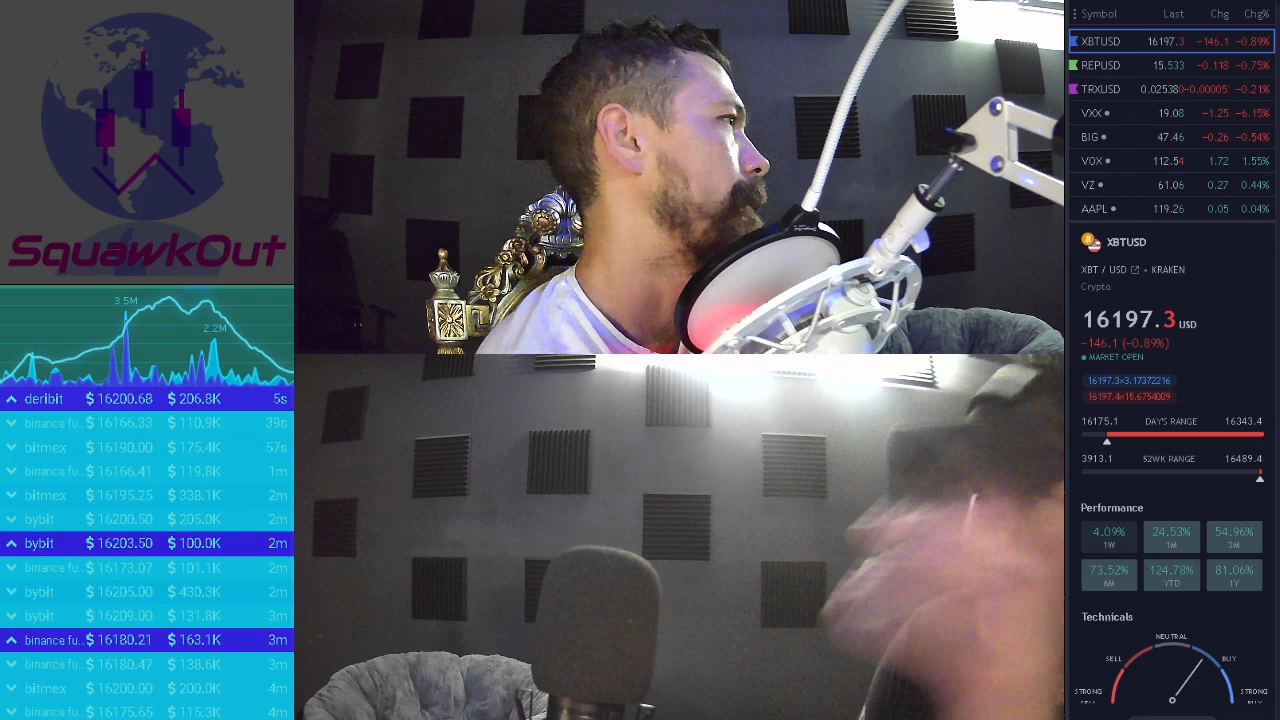 SquawkOut
3.5M
2.2M
deribit $ 16200.68 $ 206.8K 5s
binance fu.. $ 16166.33 $ 110.9K 39s
bitmex $ 16190.00 $ 175.4K 57s
binance fu.. $ 16166.41 $ 119.8K 1m
bitmex $ 16195.25 $ 338.1K 2m
bybit $ 16200.50 $ 205.0K 2m
bybit $ 16203.50 $ 100.0K 2m
binance fu.. $ 16173.07 $ 101.1K 2m
bybit $ 16205.00 $ 430.3K 2m
bybit $ 16209.00 $ 131.8K 3m
binance fu.. $ 16180.21 $ 163.1K 3m
binance fu.. $ 16180.47 $ 138.6K 3m
bitmex $ 16200.00 $ 200.0K 4m
binance fu.. $ 16175.65 $ 115.3K 4m
Symbol Last Chg Chg%
XBTUSD 16197.3 −146.1 −0.89%
REPUSD 15.533 −0.118 −0.75%
TRXUSD 0.025380 −0.00005 −0.21%
VXX 19.08 −1.25 −6.15%
BIG 47.46 −0.26 −0.54%
VOX 112.54 1.72 1.55%
VZ 61.06 0.27 0.44%
AAPL 119.26 0.05 0.04%
XBTUSD
XBT / USD • KRAKEN
Crypto
16197.3 USD
−146.1 (−0.89%)
MARKET OPEN
16197.3×3.17372216
16197.4×15.6754009
16175.1 DAY'S RANGE 16343.4
3913.1 52WK RANGE 16489.4
Performance
4.09% 24.53% 54.96%
1W 1M 3M
73.52% 124.78% 81.06%
6M YTD 1Y
Technicals
NEUTRAL
SELL BUY
STRONG STRONG
SELL BUY